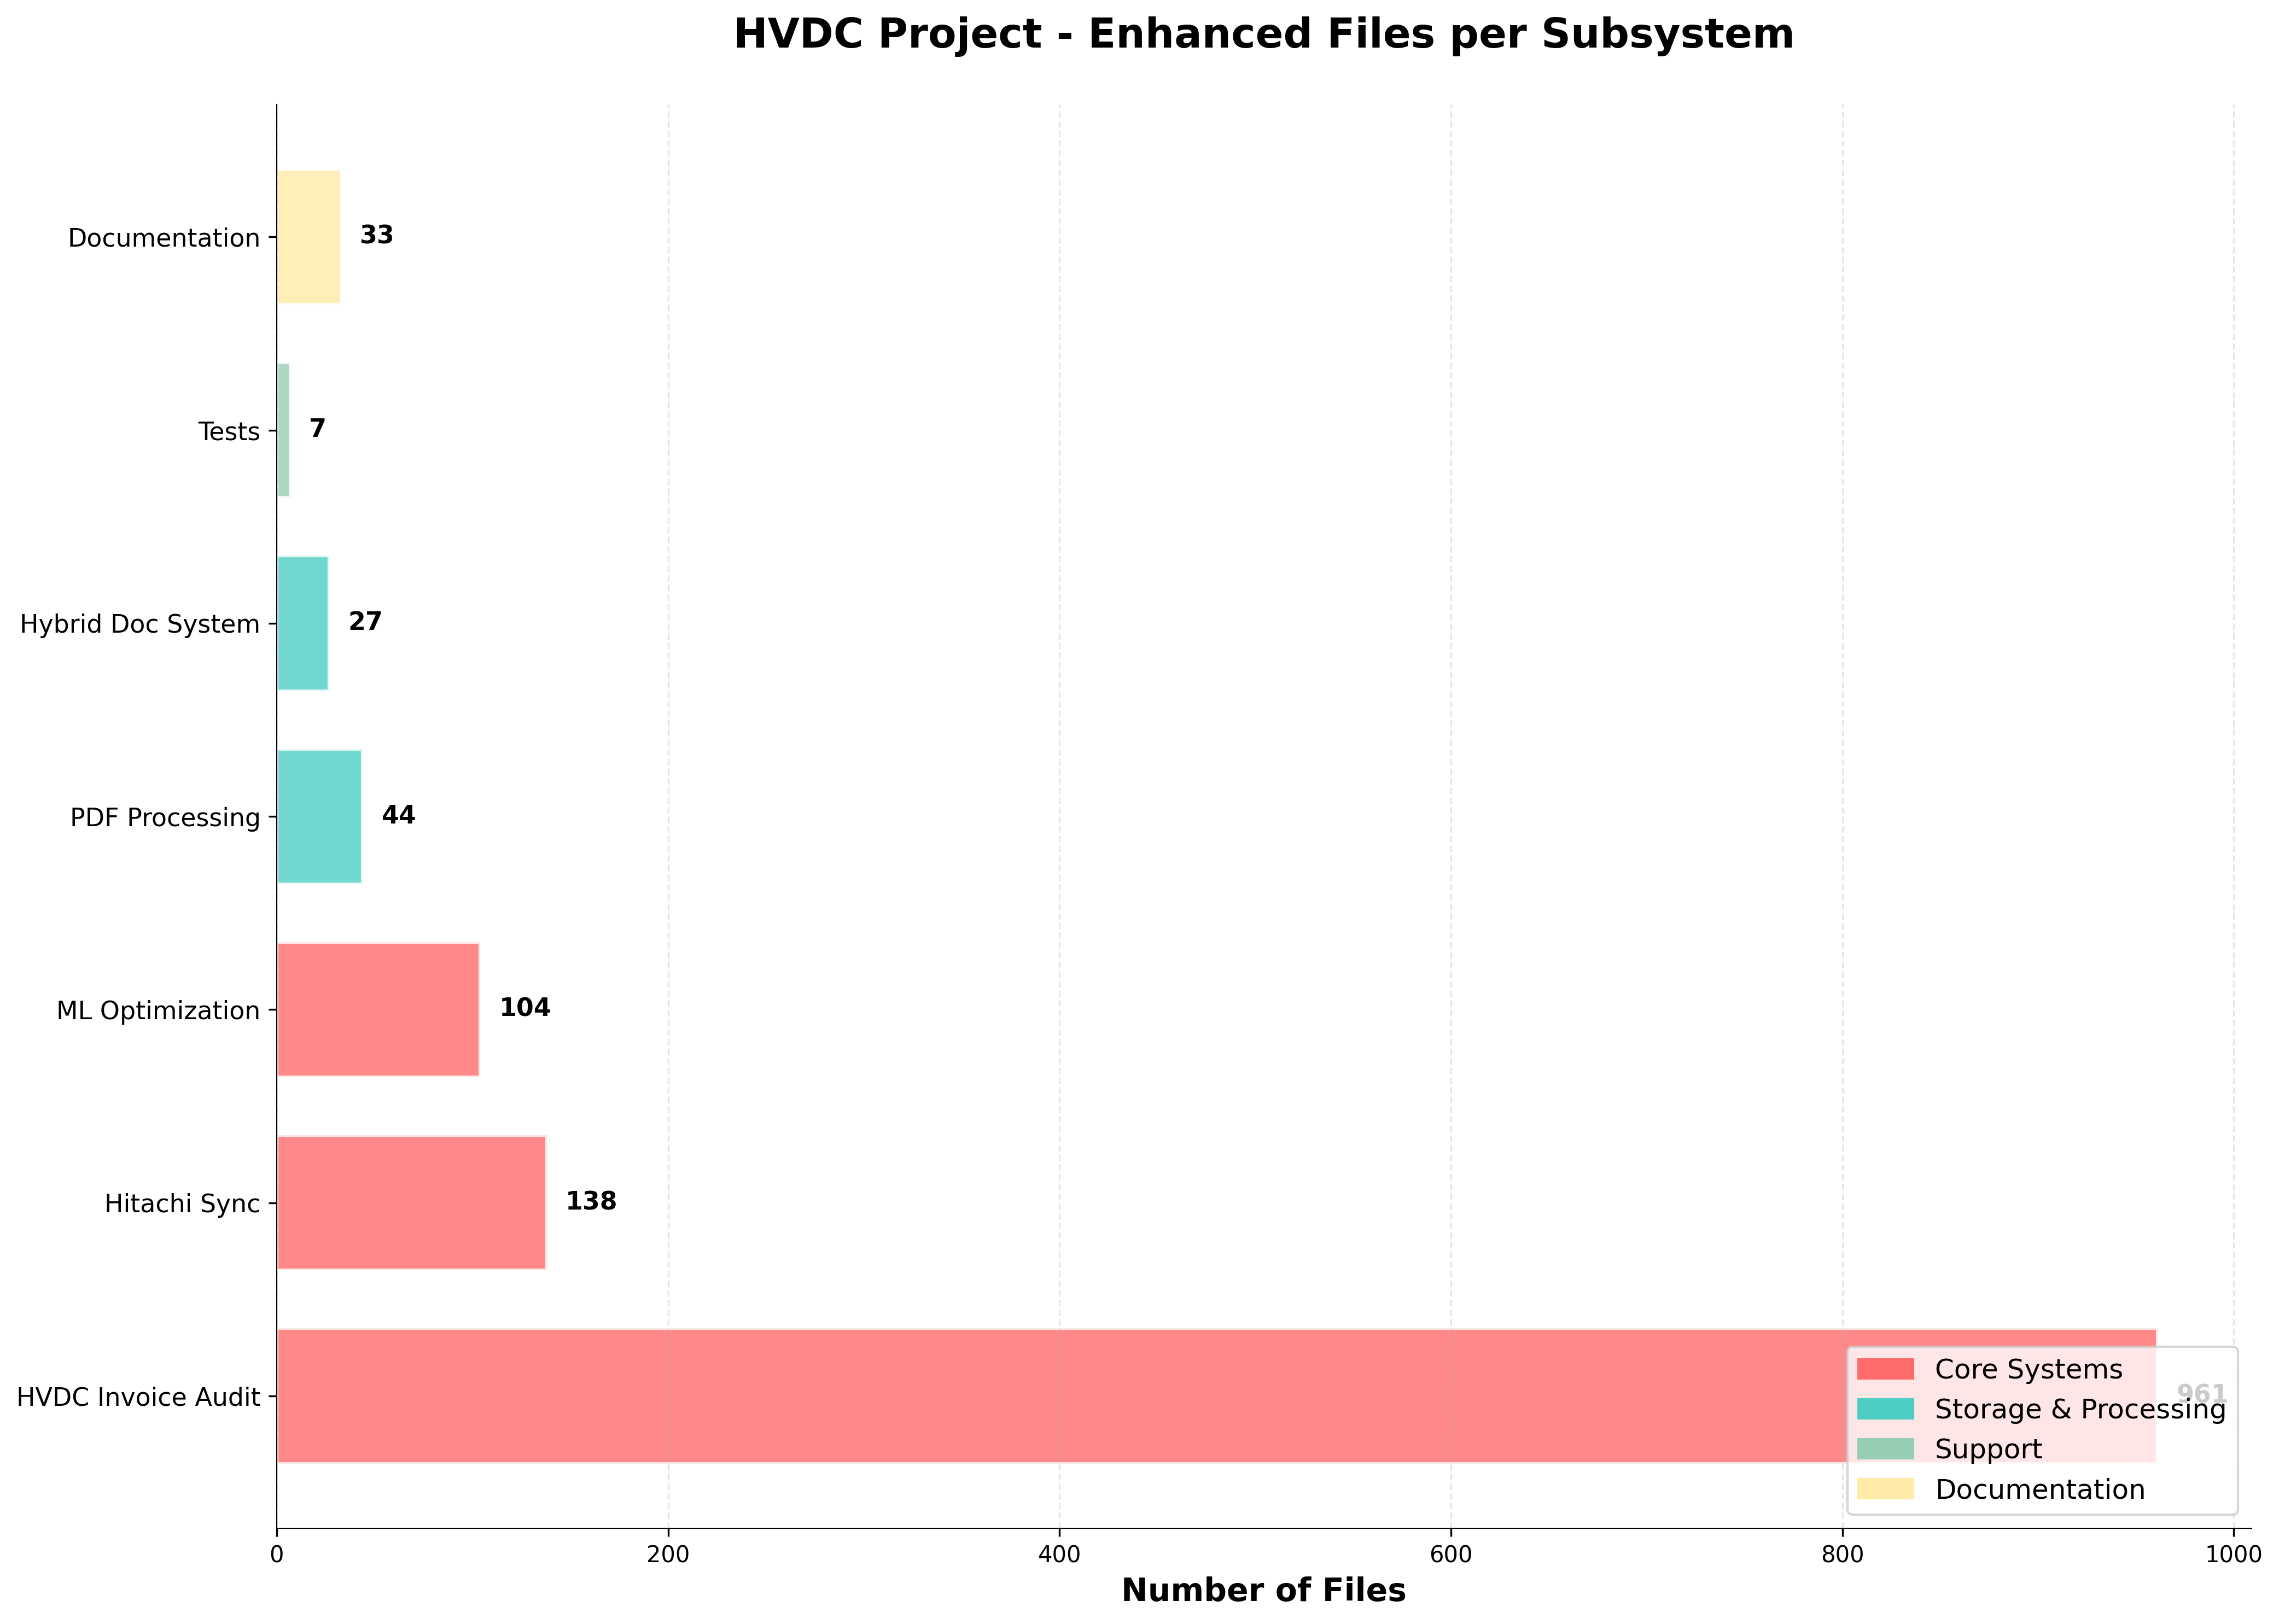 HVDC Project - Enhanced Files per Subsystem
Documentation
33
Tests
7
Hybrid Doc System
27
PDF Processing
44
ML Optimization
104
Hitachi Sync
138
HVDC Invoice Audit
961
Core Systems
Storage & Processing
Support
Documentation
0 200 400 600 800 1000
Number of Files